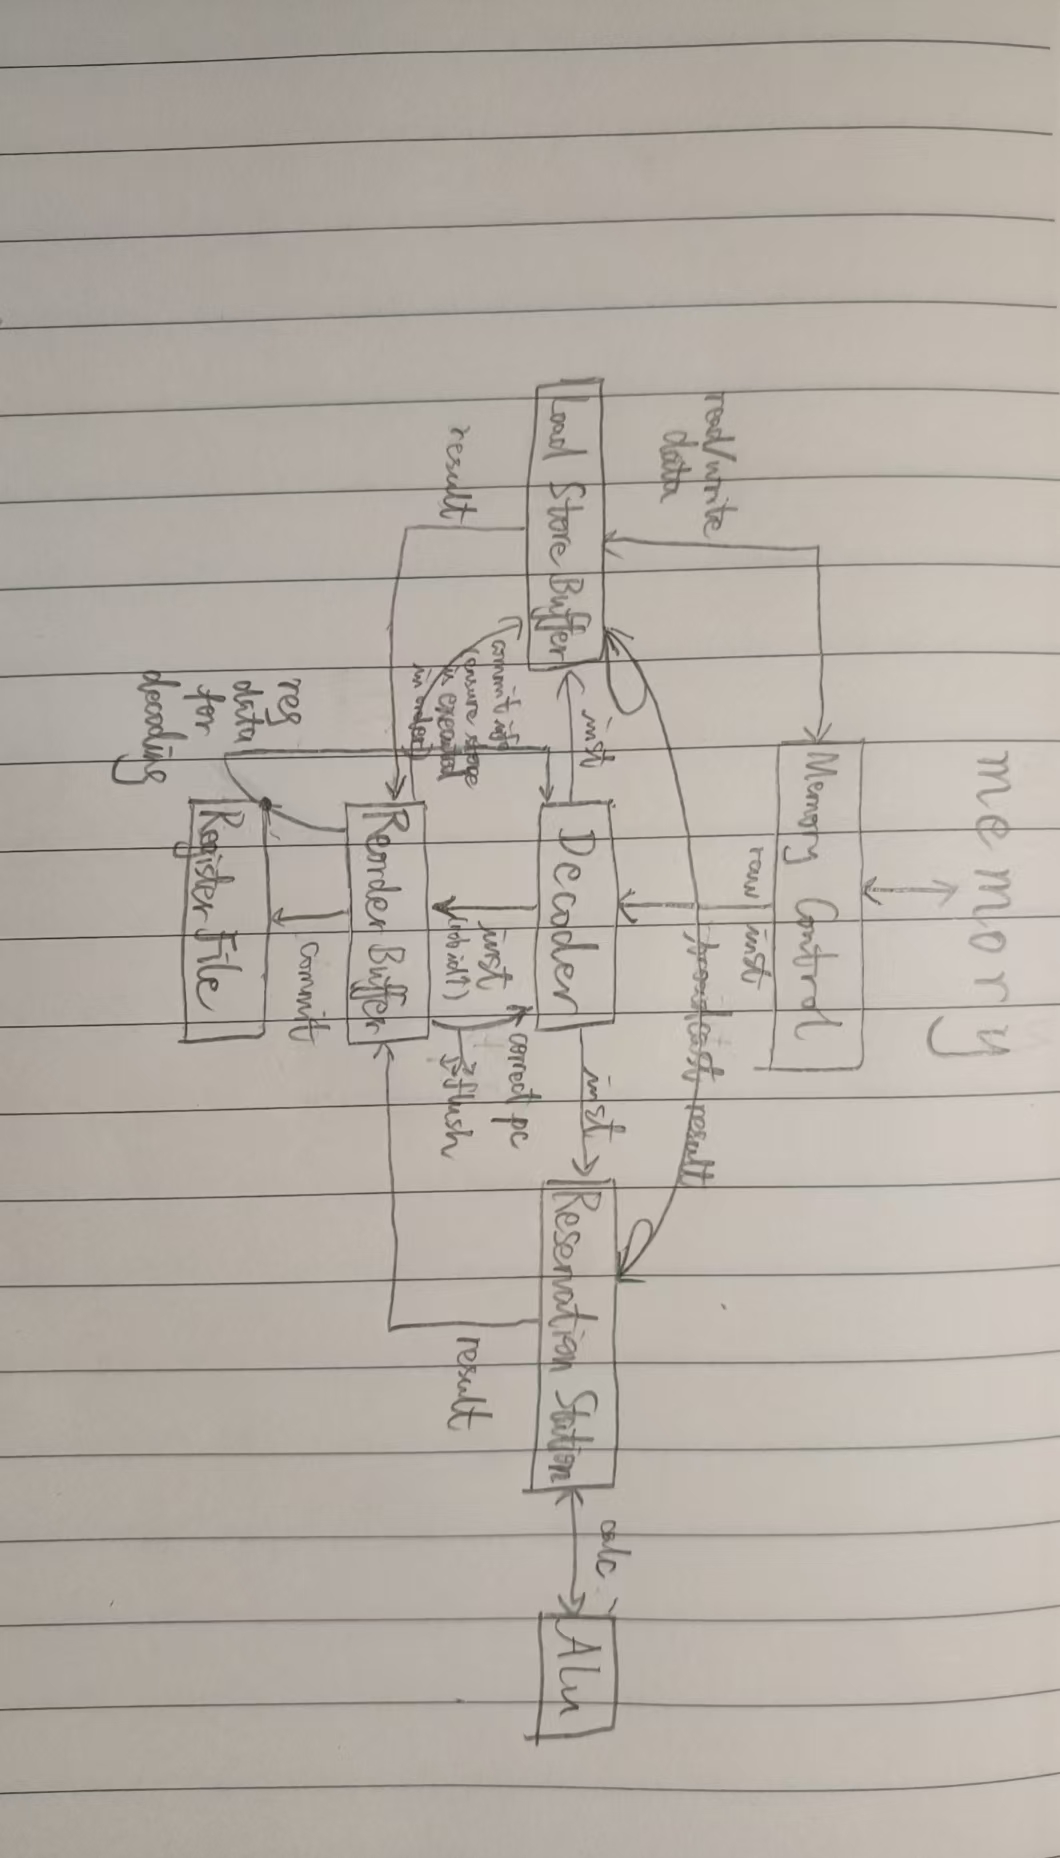 memory
Memory Control
raw inst
read/write
data
broadcast result
Load Store Buffer
inst
Decoder
inst
Reservation Station
calc
ALU
commit info
(ensure store
is executed
in order)
result
inst
(rob id↑)
correct pc
flush
result
Reorder Buffer
commit
reg
data
for
decoding
Register File